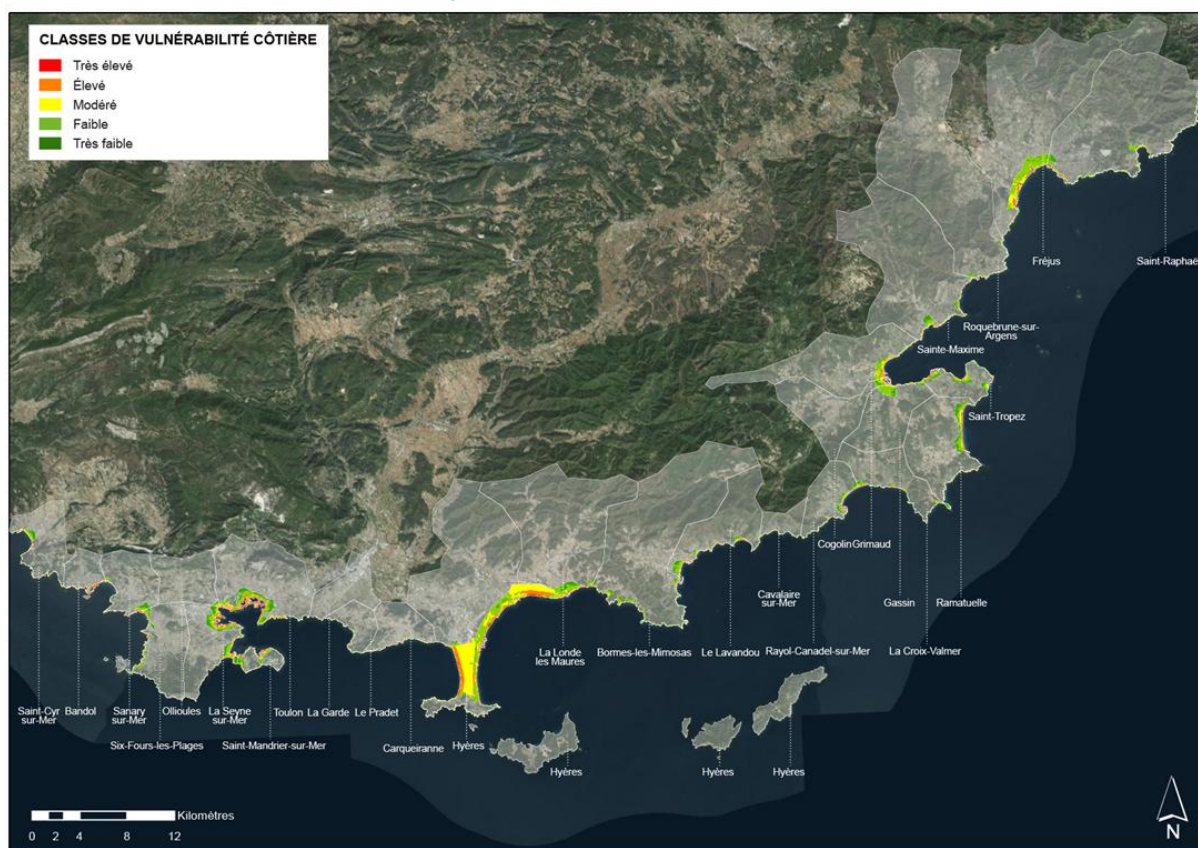 CLASSES DE VULNÉRABILITÉ CÔTIÈRE
Très élevé
Élevé
Modéré
Faible
Très faible
Fréjus
Saint-Raphaë
Roquebrune-sur-
Argens
Sainte-Maxime
Saint-Tropez
Cogolin
Grimaud
Cavalaire
sur-Mer
Gassin
Ramatuelle
La Londe
les Maures
Bormes-les-Mimosas
Le Lavandou
Rayol-Canadel-sur-Mer
La Croix-Valmer
Saint-Cyr
sur-Mer
Bandol
Sanary
sur-Mer
Ollioules
La Seyne
sur-Mer
Toulon
La Garde
Le Pradet
Six-Fours-les-Plages
Saint-Mandrier-sur-Mer
Carqueiranne
Hyères
Hyères
Hyères
Hyères
Kilomètres
0 2 4 8 12
N